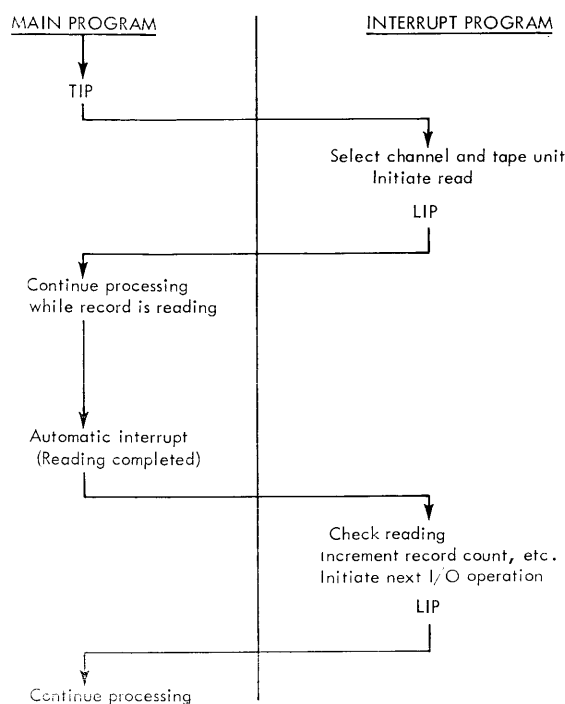 MAIN PROGRAM
INTERRUPT PROGRAM
TIP
Select channel and tape unit
Initiate read
LIP
Continue processing
while record is reading
Automatic interrupt
(Reading completed)
Check reading
Increment record count, etc.
Initiate next I/O operation
LIP
Continue processing